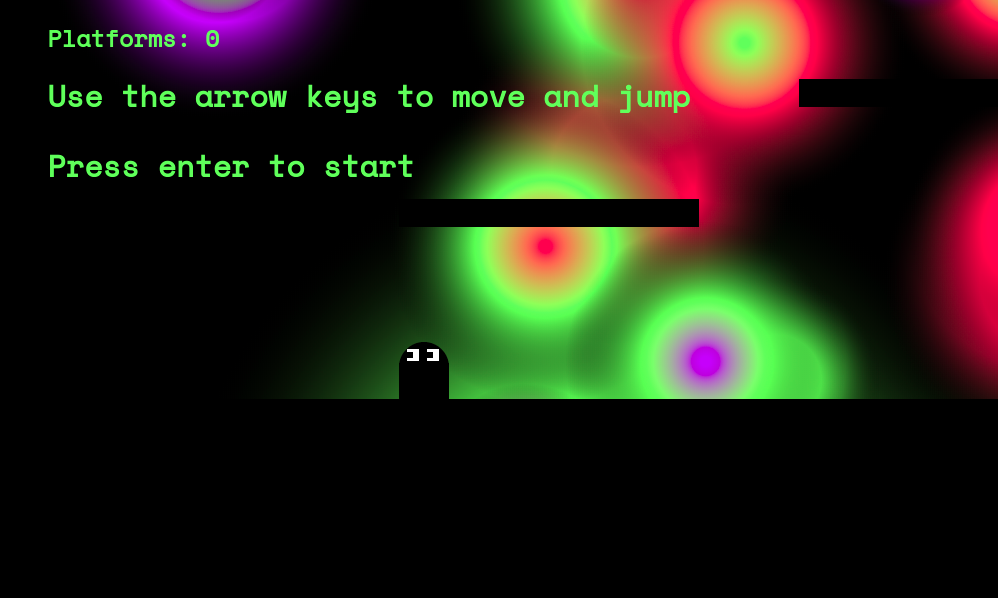 Platforms: 0
Use the arrow keys to move and jump
Press enter to start